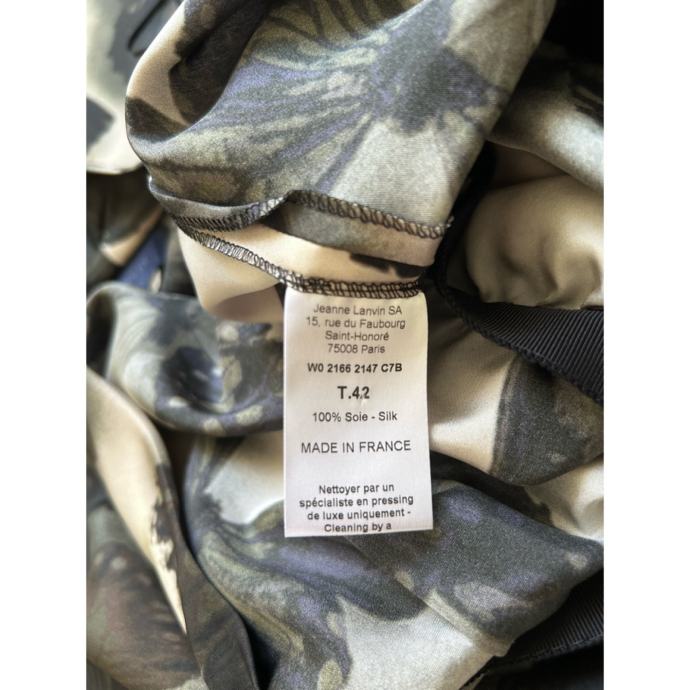 Jeanne Lanvin SA
15, rue du Faubourg
Saint-Honoré
75008 Paris
W0 2166 2147 C7B
T.42
100% Soie - Silk
MADE IN FRANCE
Nettoyer par un
spécialiste en pressing
de luxe uniquement -
Cleaning by a